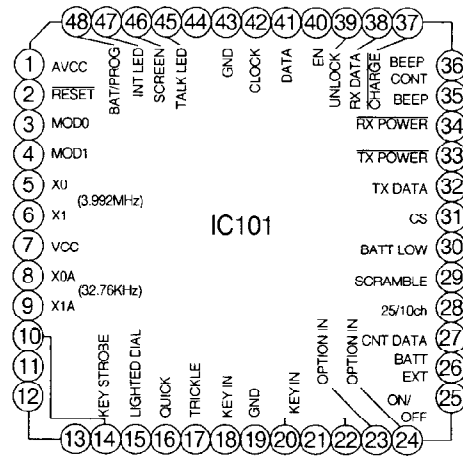 48 47 46 45 44 43 42 41 40 39 38 37
BAT/PROG
INT LED
SCREEN
TALK LED
GND
CLOCK
DATA
EN
UNLOCK
RX DATA
CHARGE
1 AVCC
2 RESET
3 MOD0
4 MOD1
5 X0
(3.992MHz)
6 X1
7 VCC
8 X0A
(32.76KHz)
9 X1A
10
11
12
IC101
BEEP CONT 36
BEEP 35
RX POWER 34
TX POWER 33
TX DATA 32
CS 31
BATT LOW 30
SCRAMBLE 29
25/10ch 28
CNT DATA 27
BATT EXT 26
ON/OFF 25
KEY STROBE
LIGHTED DIAL
QUICK
TRICKLE
KEY IN
GND
KEY IN
OPTION IN
OPTION IN
13 14 15 16 17 18 19 20 21 22 23 24